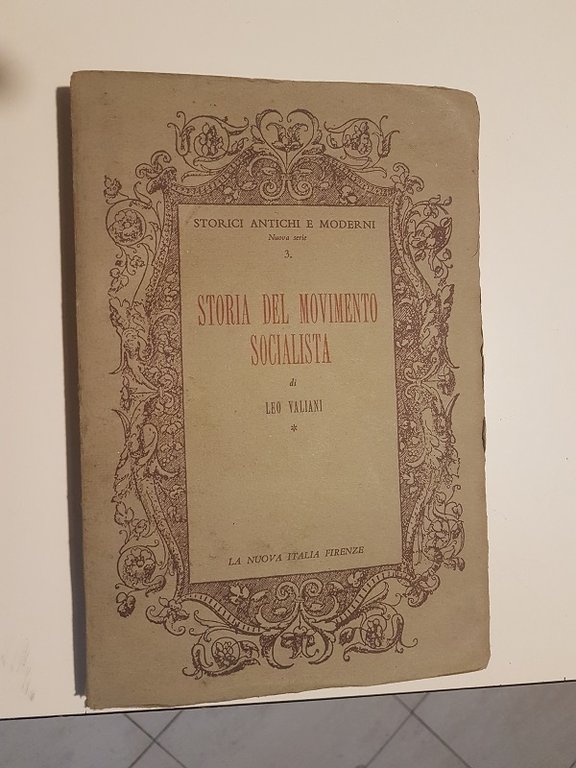 STORICI ANTICHI E MODERNI
Nuova serie
3.
STORIA DEL MOVIMENTO
SOCIALISTA
di
LEO VALIANI
*
LA NUOVA ITALIA FIRENZE